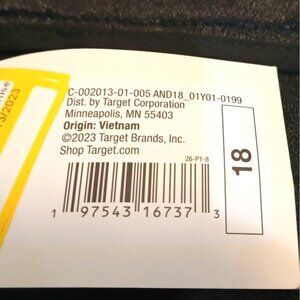 C-002013-01-005 AND18_01Y01-0199
Dist. by Target Corporation
Minneapolis, MN 55403
Origin: Vietnam
©2023 Target Brands, Inc.
Shop Target.com
26-P1-8
18
1 97543 16737 3